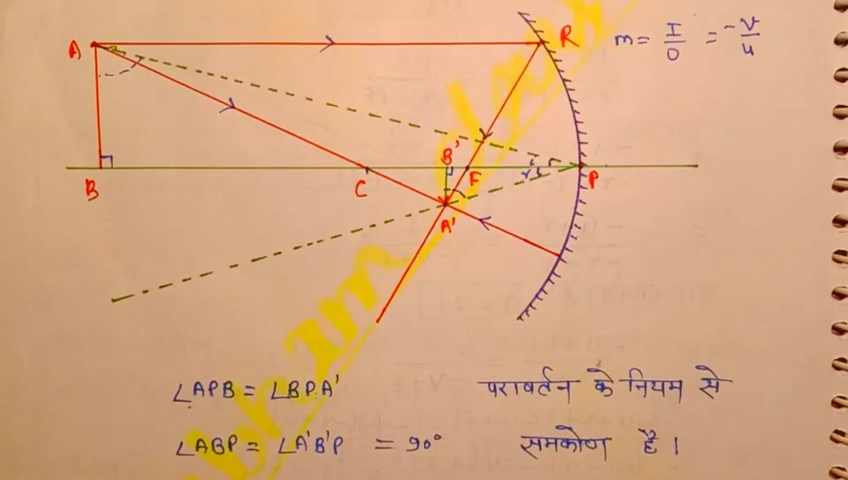 A
R
m = I/O = -v/u
B
C
B'
F
i
r
P
A'
∠APB = ∠BPA' परावर्तन के नियम से
∠ABP = ∠A'B'P = 90° समकोण है।